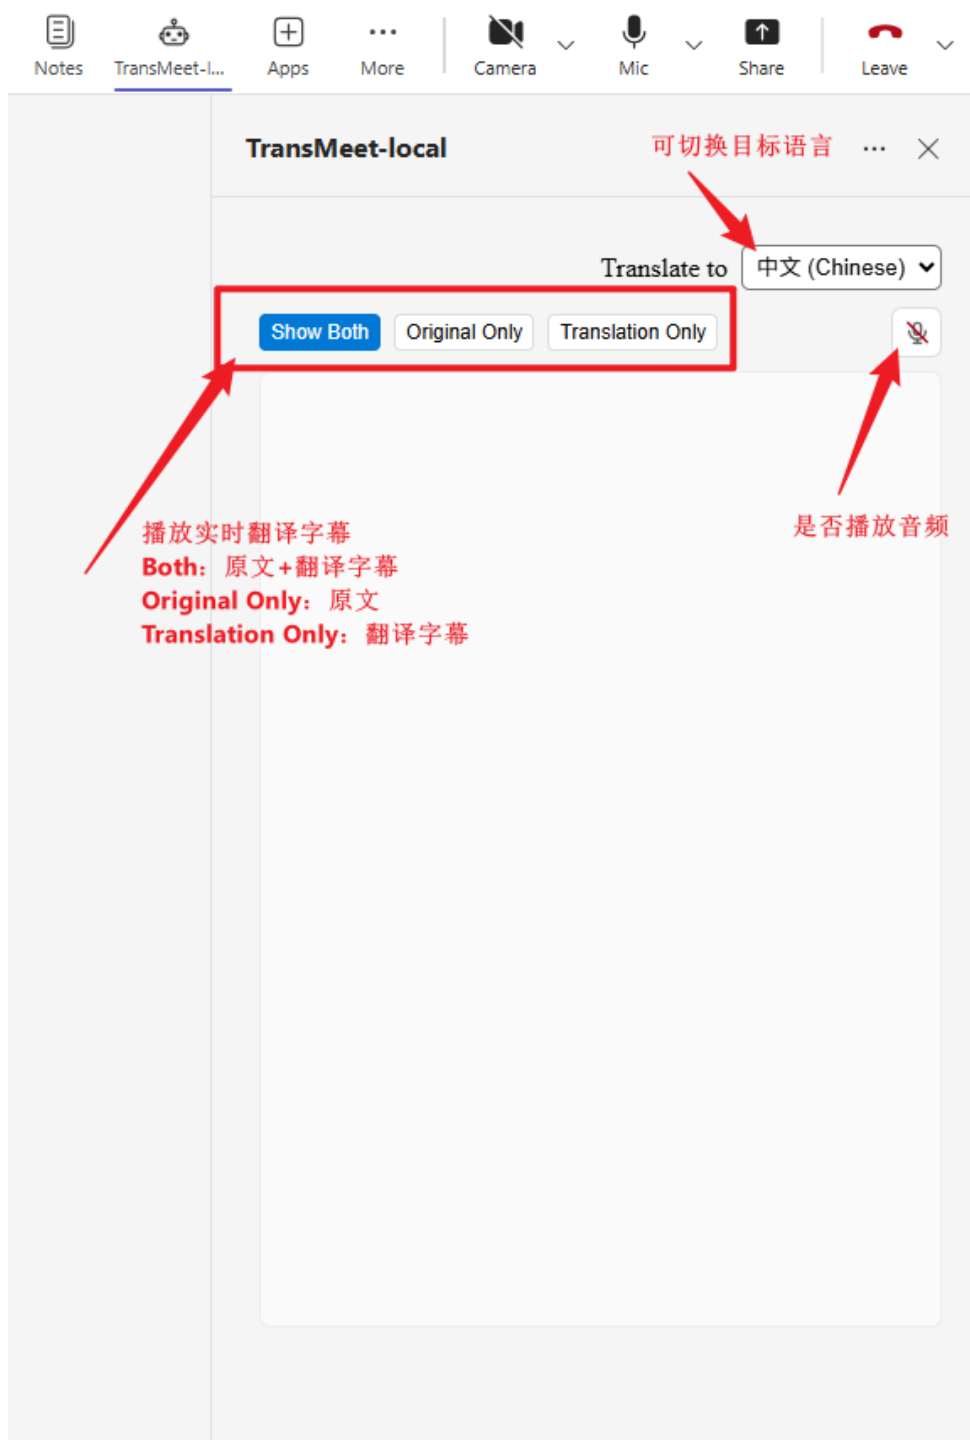 Notes TransMeet-l... Apps More Camera Mic Share Leave
TransMeet-local
可切换目标语言
Translate to 中文 (Chinese)
Show Both Original Only Translation Only
是否播放音频
播放实时翻译字幕
Both：原文+翻译字幕
Original Only：原文
Translation Only：翻译字幕